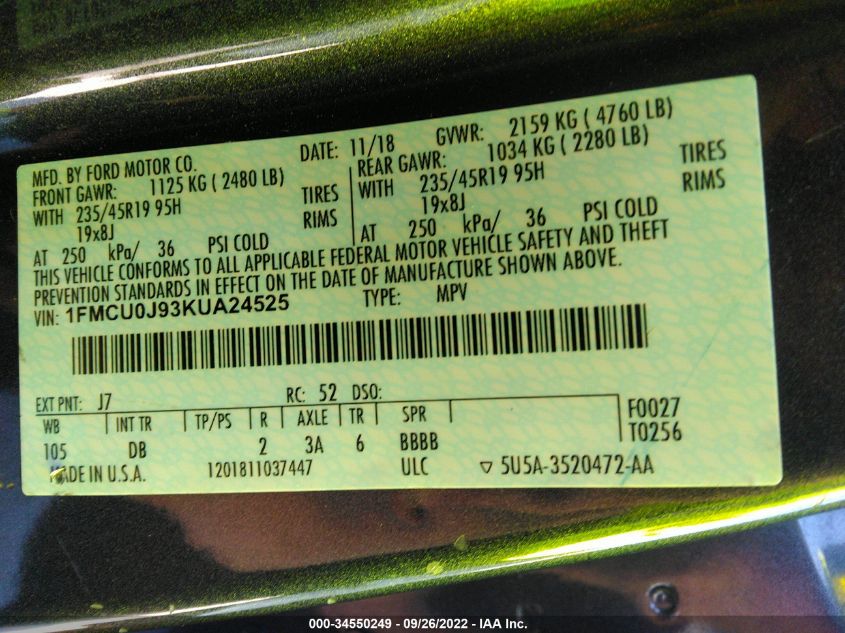 MFD. BY FORD MOTOR CO. DATE: 11/18 GVWR: 2159 KG ( 4760 LB)
FRONT GAWR: 1125 KG ( 2480 LB) REAR GAWR: 1034 KG ( 2280 LB)
WITH 235/45R19 95H TIRES WITH 235/45R19 95H TIRES
19x8J RIMS 19x8J RIMS
AT 250 kPa/ 36 PSI COLD AT 250 kPa/ 36 PSI COLD
THIS VEHICLE CONFORMS TO ALL APPLICABLE FEDERAL MOTOR VEHICLE SAFETY AND THEFT
PREVENTION STANDARDS IN EFFECT ON THE DATE OF MANUFACTURE SHOWN ABOVE.
VIN: 1FMCU0J93KUA24525 TYPE: MPV
EXT PNT: J7 RC: 52 DSO:
WB INT TR TP/PS R AXLE TR SPR F0027
105 DB 2 3A 6 BBBB T0256
MADE IN U.S.A. 1201811037447 ULC 5U5A-3520472-AA
000-34550249 - 09/26/2022 - IAA Inc.